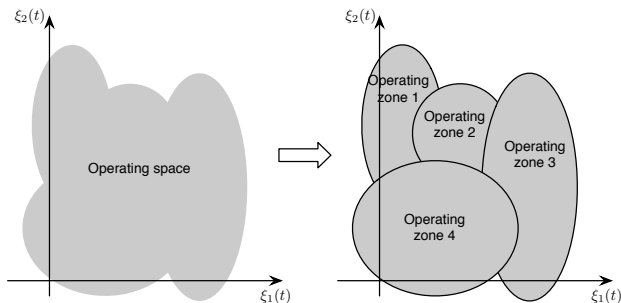 ξ₂(t)
Operating space
ξ₁(t)
ξ₂(t)
Operating
zone 1
Operating
zone 2
Operating
zone 3
Operating
zone 4
ξ₁(t)